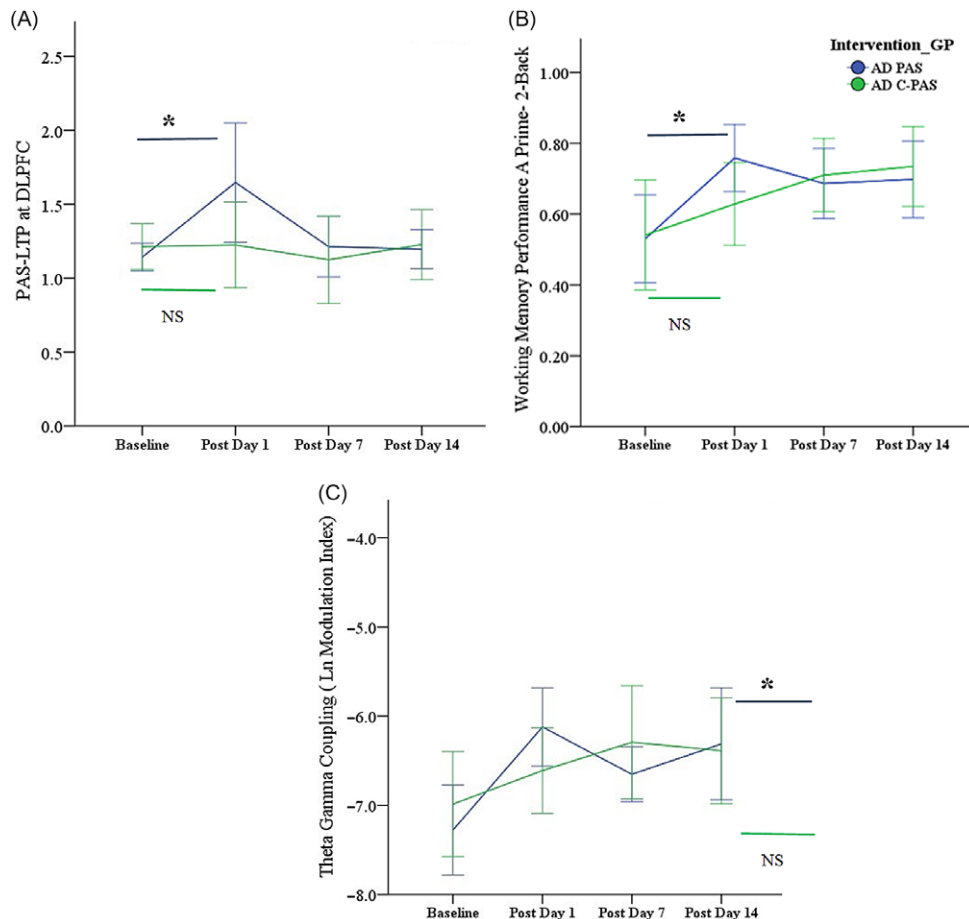 (A)
PAS-LTP at DLPFC
2.5
2.0
1.5
1.0
1.5
0.0
*
NS
Baseline
Post Day 1
Post Day 7
Post Day 14
(B)
Working Memory Performance A Prime- 2-Back
Intervention_GP
AD PAS
AD C-PAS
1.00
0.80
0.60
0.40
0.20
0.00
*
NS
Baseline
Post Day 1
Post Day 7
Post Day 14
(C)
Theta Gamma Coupling ( Ln Modulation Index)
−4.0
−5.0
−6.0
−7.0
−8.0
*
NS
Baseline
Post Day 1
Post Day 7
Post Day 14